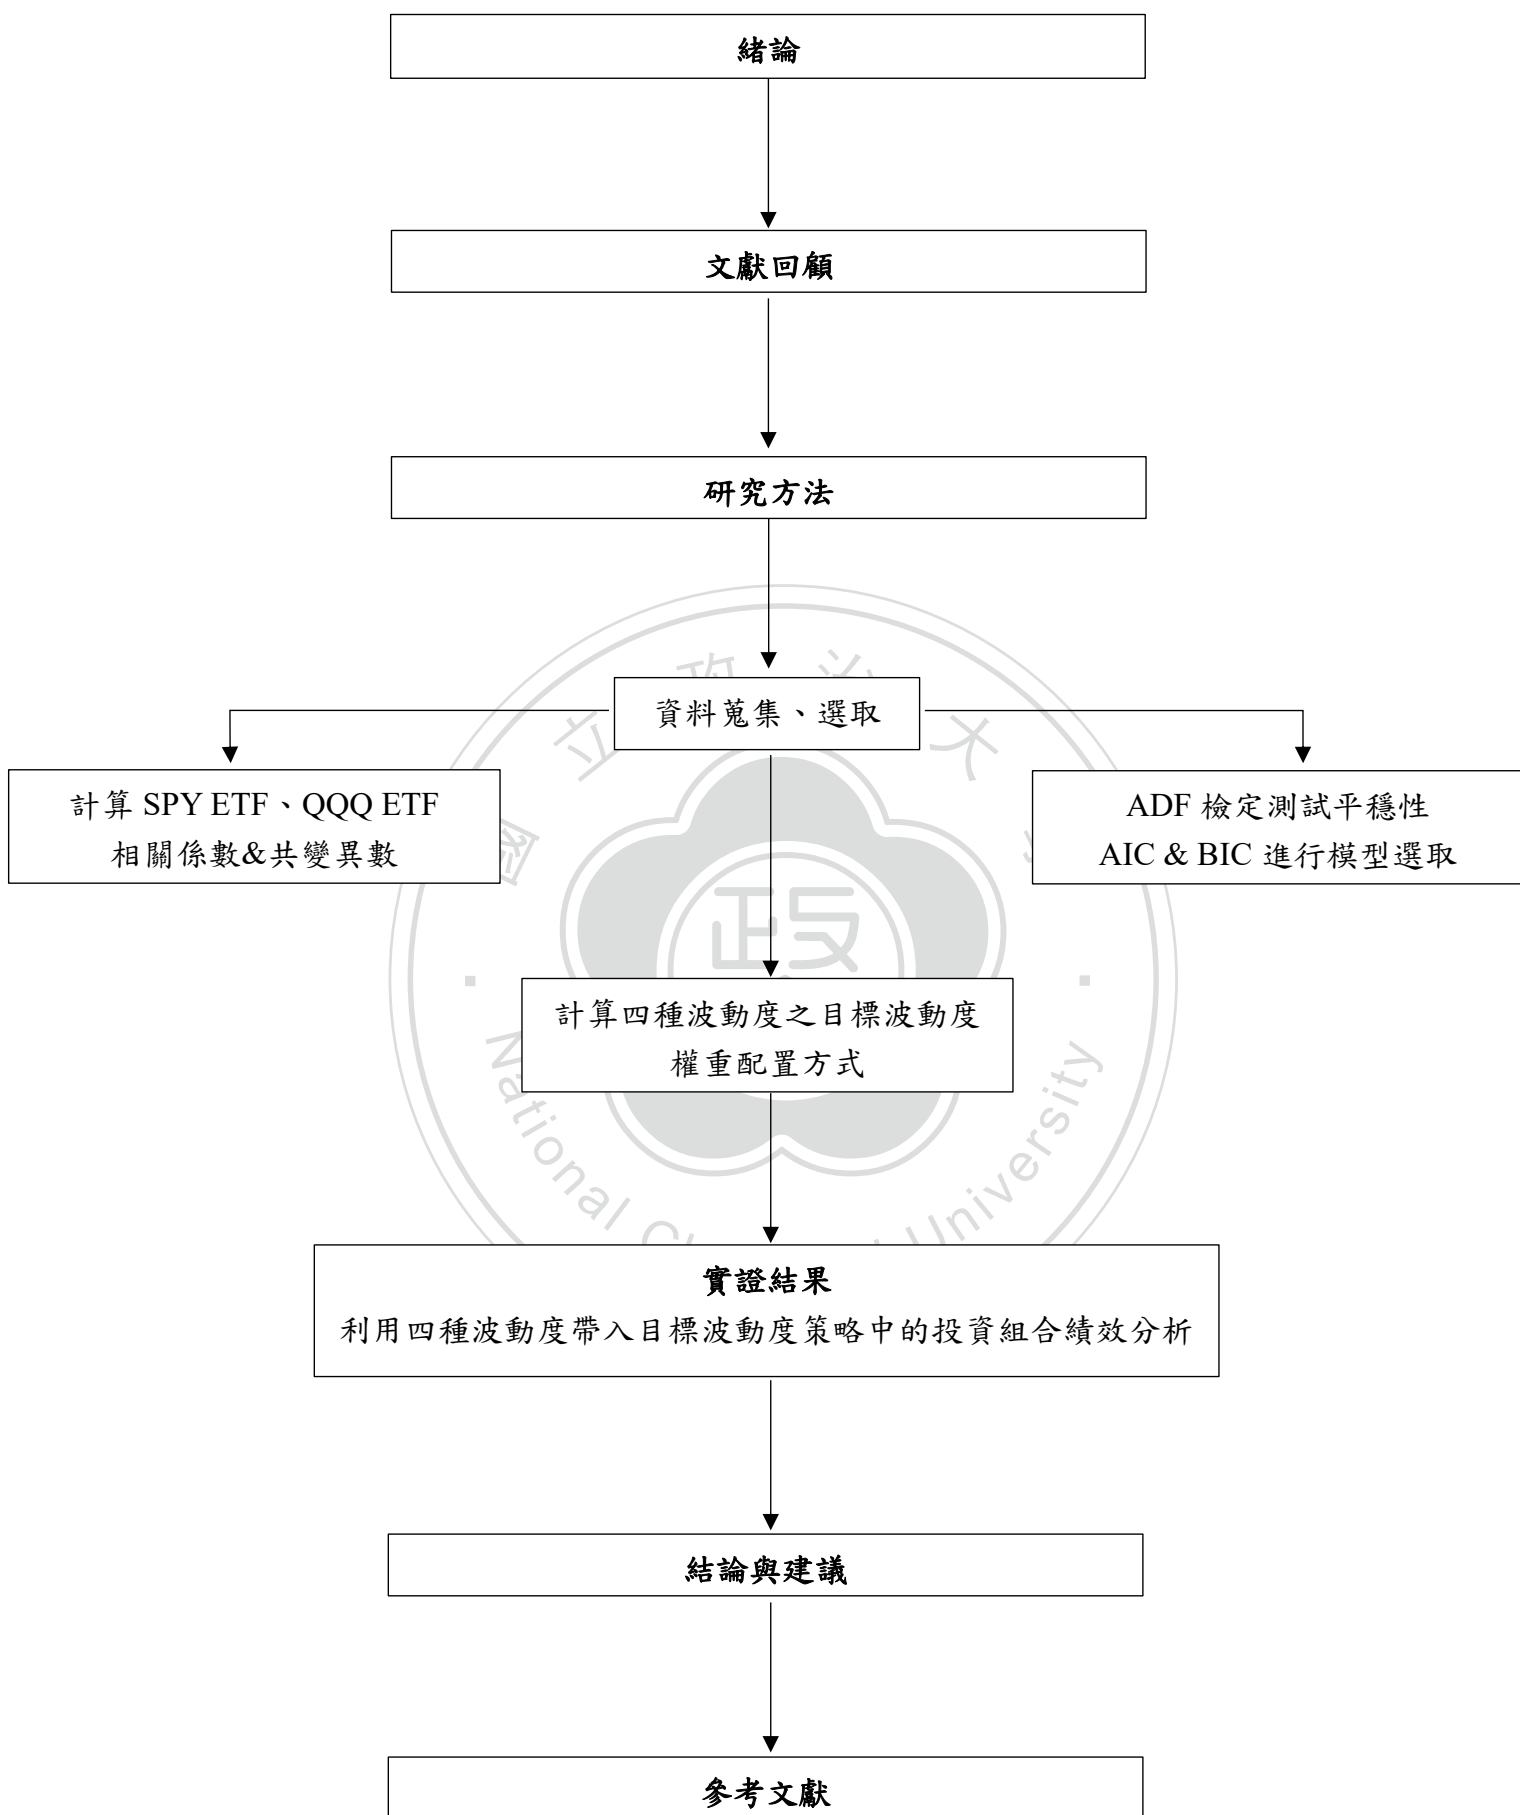 緒論
文獻回顧
研究方法
資料蒐集、選取
計算 SPY ETF、QQQ ETF
相關係數&共變異數
ADF 檢定測試平穩性
AIC & BIC 進行模型選取
計算四種波動度之目標波動度
權重配置方式
實證結果
利用四種波動度帶入目標波動度策略中的投資組合績效分析
結論與建議
參考文獻
立
大
政
National
University